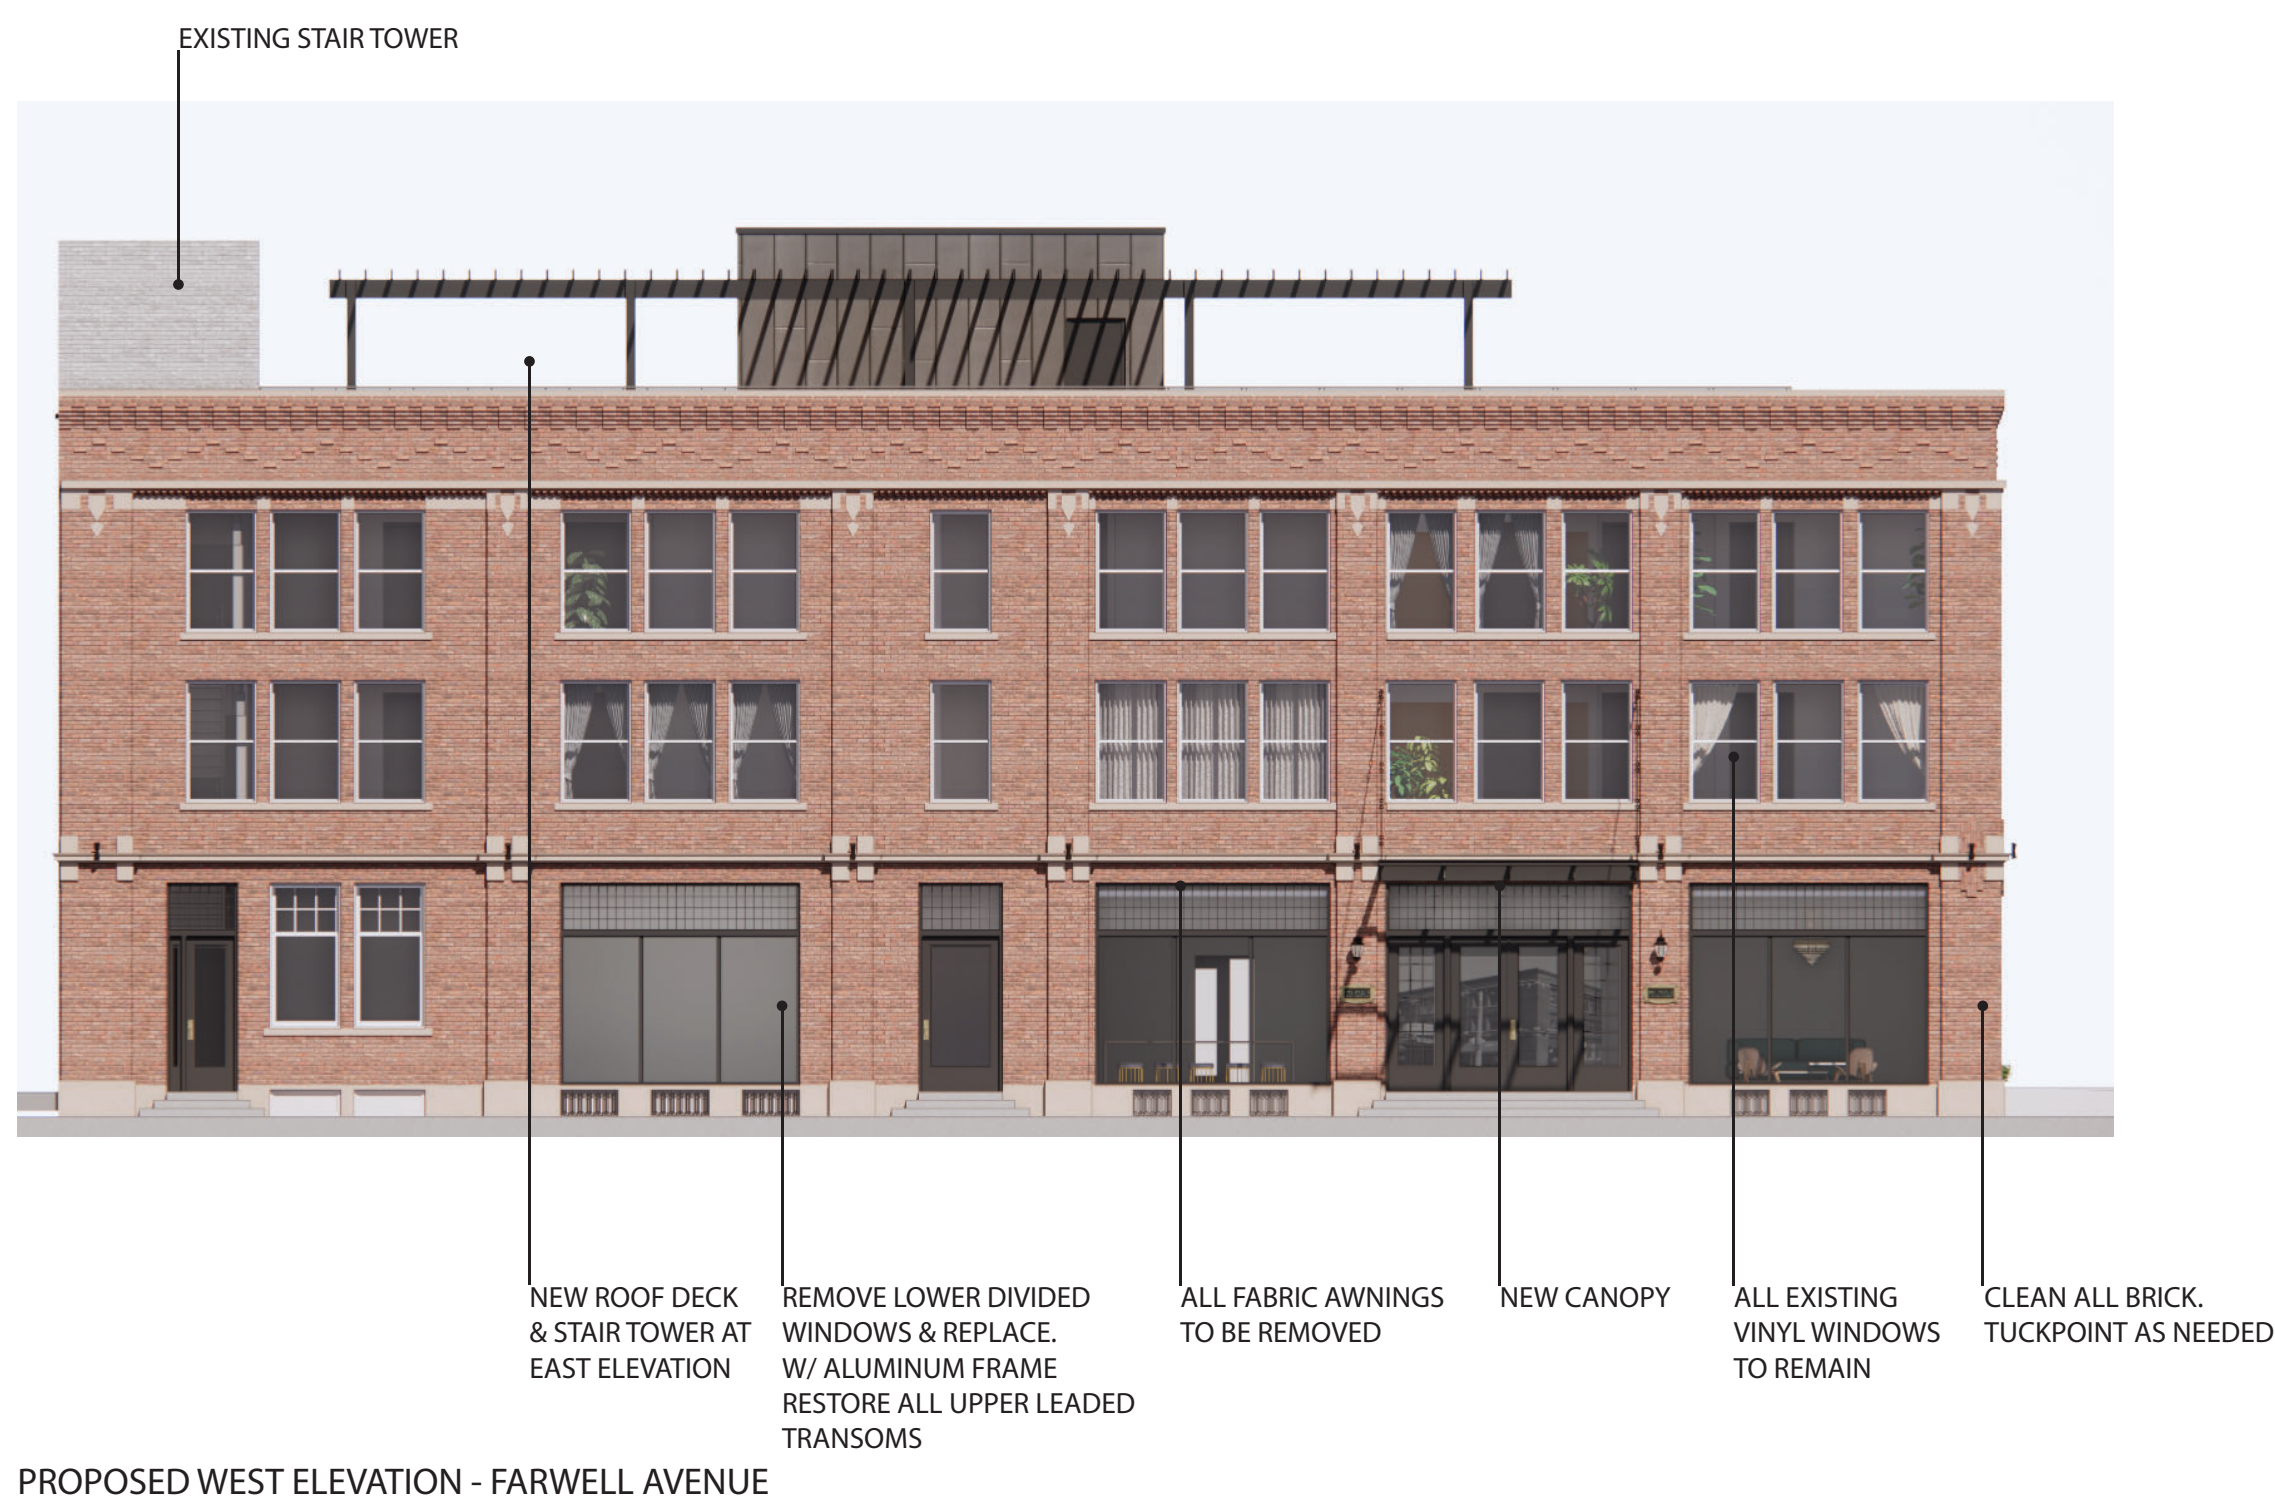 EXISTING STAIR TOWER
NEW ROOF DECK
& STAIR TOWER AT
EAST ELEVATION
REMOVE LOWER DIVIDED
WINDOWS & REPLACE.
W/ ALUMINUM FRAME
RESTORE ALL UPPER LEADED
TRANSOMS
ALL FABRIC AWNINGS
TO BE REMOVED
NEW CANOPY
ALL EXISTING
VINYL WINDOWS
TO REMAIN
CLEAN ALL BRICK.
TUCKPOINT AS NEEDED
PROPOSED WEST ELEVATION - FARWELL AVENUE